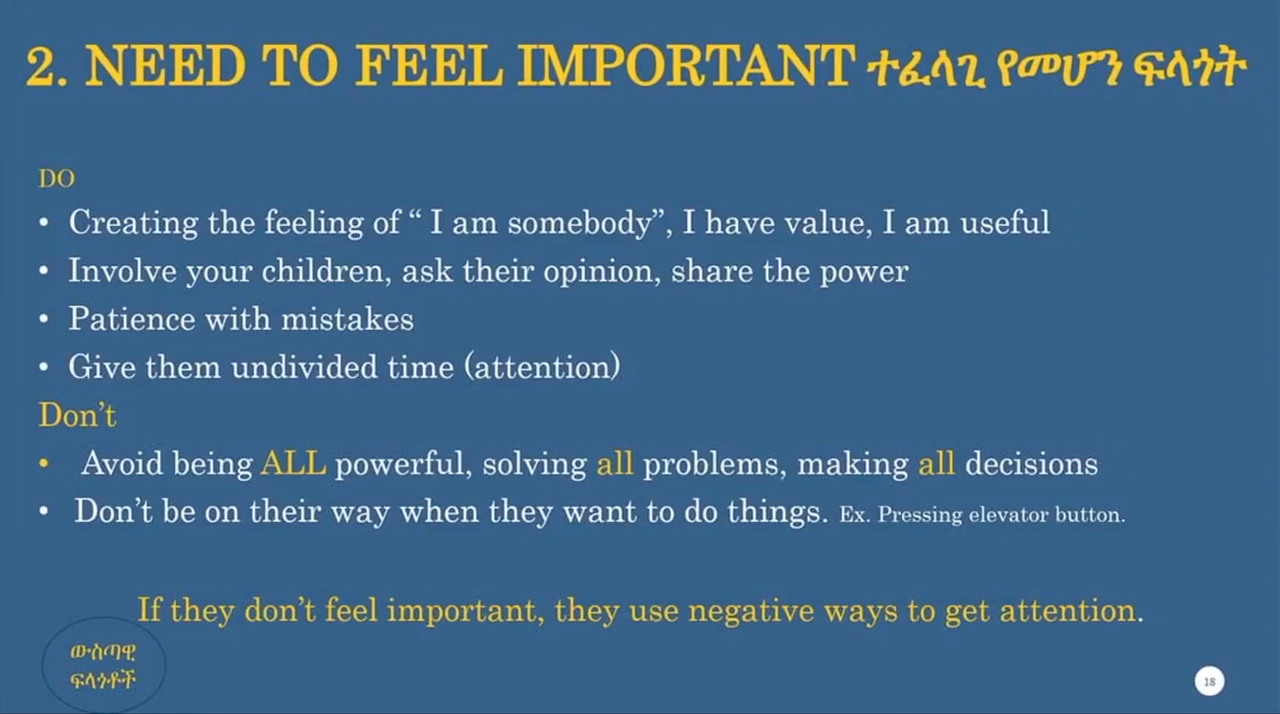 2. NEED TO FEEL IMPORTANT ተፈላጊ የመሆን ፍላጎት
DO
• Creating the feeling of “ I am somebody”, I have value, I am useful
• Involve your children, ask their opinion, share the power
• Patience with mistakes
• Give them undivided time (attention)
Don’t
• Avoid being ALL powerful, solving all problems, making all decisions
• Don’t be on their way when they want to do things. Ex. Pressing elevator button.
If they don’t feel important, they use negative ways to get attention.
ውስጣዊ
ፍላጎቶች
18